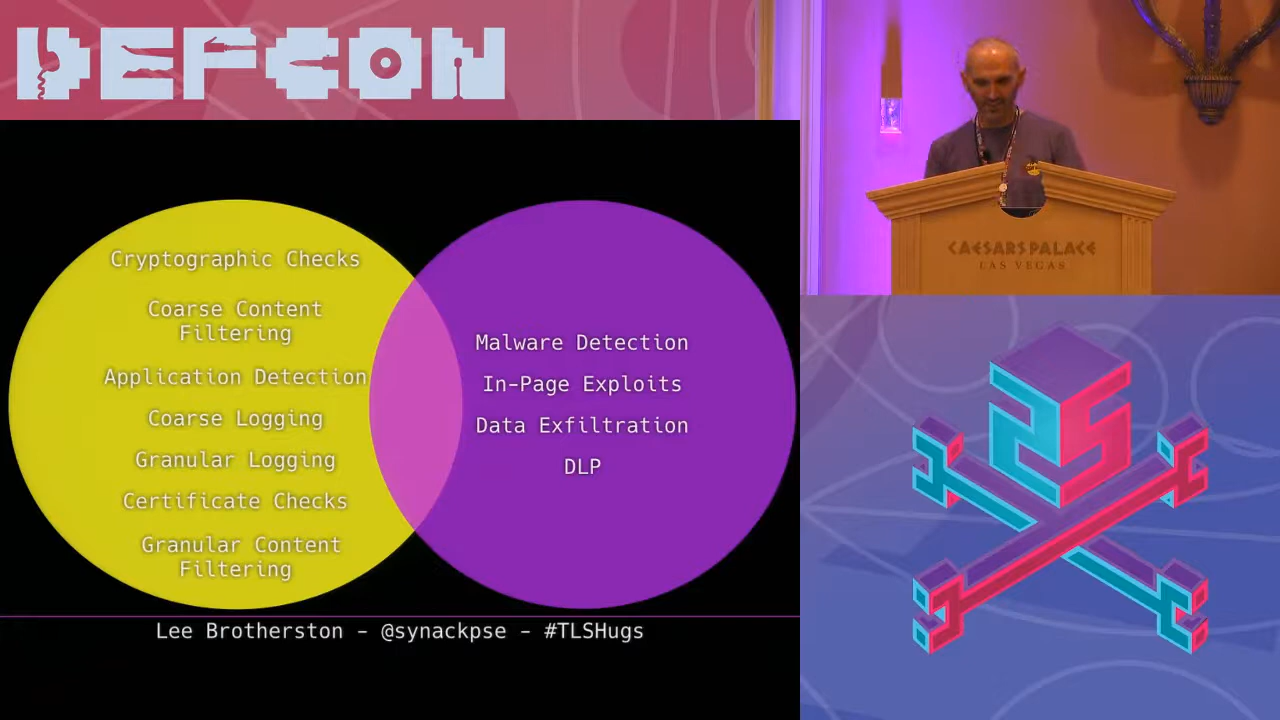 DEFCON
Cryptographic Checks
Coarse Content
Filtering
Application Detection
Coarse Logging
Granular Logging
Certificate Checks
Granular Content
Filtering
Malware Detection
In-Page Exploits
Data Exfiltration
DLP
Lee Brotherston - @synackpse - #TLSHugs
CAESARS PALACE
LAS VEGAS
25